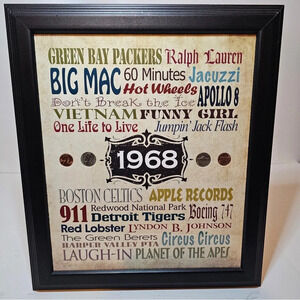 GREEN BAY PACKERS Ralph Lauren
BIG MAC 60 Minutes Jacuzzi
Hot Wheels
Don't Break the Ice APOLLO 8
VIETNAM FUNNY GIRL
One Life to Live Jumpin' Jack Flash
1968
BOSTON CELTICS APPLE RECORDS
911 Redwood National Park Boeing 747
Detroit Tigers
Red Lobster LYNDON B. JOHNSON
The Green Berets Circus Circus
HARPER VALLEY PTA
LAUGH-IN PLANET OF THE APES